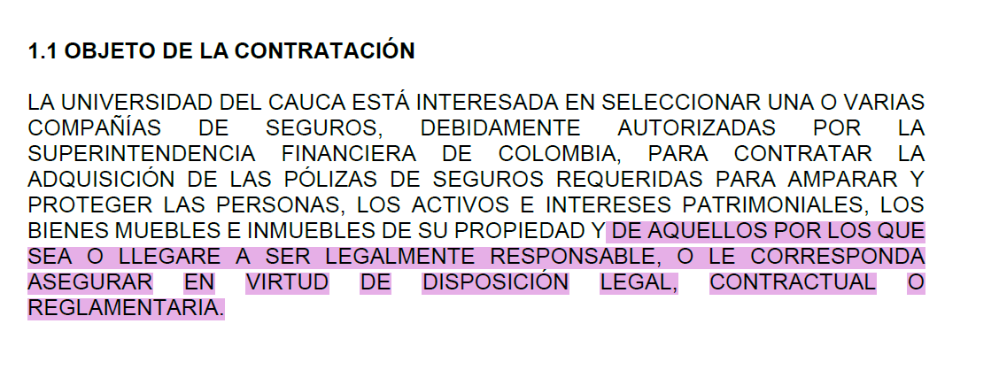 1.1 OBJETO DE LA CONTRATACIÓN
LA UNIVERSIDAD DEL CAUCA ESTÁ INTERESADA EN SELECCIONAR UNA O VARIAS
COMPAÑÍAS DE SEGUROS, DEBIDAMENTE AUTORIZADAS POR LA
SUPERINTENDENCIA FINANCIERA DE COLOMBIA, PARA CONTRATAR LA
ADQUISICIÓN DE LAS PÓLIZAS DE SEGUROS REQUERIDAS PARA AMPARAR Y
PROTEGER LAS PERSONAS, LOS ACTIVOS E INTERESES PATRIMONIALES, LOS
BIENES MUEBLES E INMUEBLES DE SU PROPIEDAD Y DE AQUELLOS POR LOS QUE
SEA O LLEGARE A SER LEGALMENTE RESPONSABLE, O LE CORRESPONDA
ASEGURAR EN VIRTUD DE DISPOSICIÓN LEGAL, CONTRACTUAL O
REGLAMENTARIA.